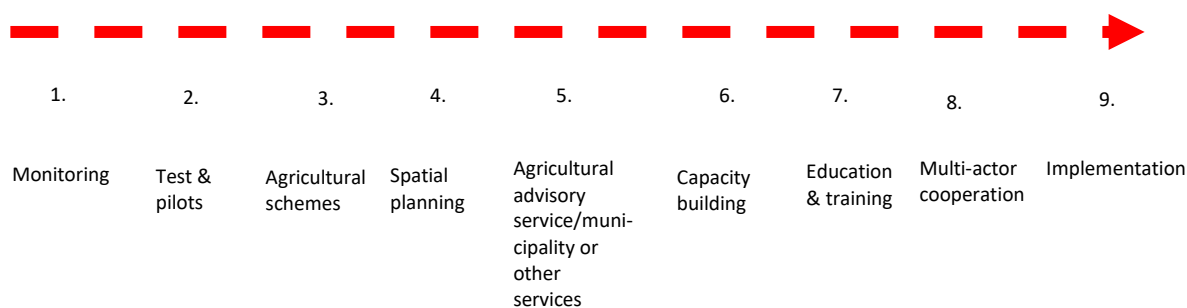 1.
2.
3.
4.
5.
6.
7.
8.
9.
Monitoring
Test &
pilots
Agricultural
schemes
Spatial
planning
Agricultural
advisory
service/muni-
cipality or
other
services
Capacity
building
Education
& training
Multi-actor
cooperation
Implementation